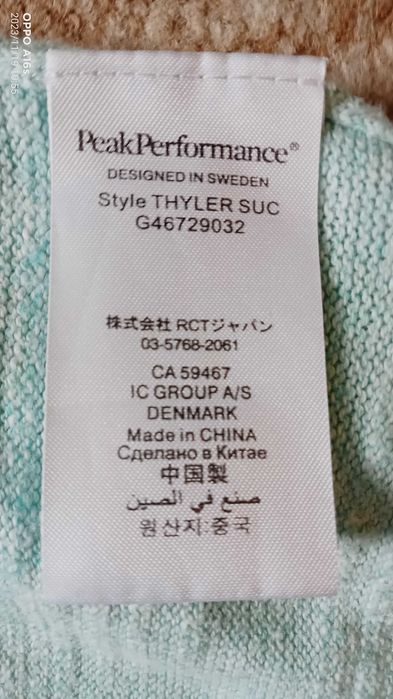 PeakPerformance®
DESIGNED IN SWEDEN
Style THYLER SUC
G46729032
株式会社 RCTジャパン
03-5768-2061
CA 59467
IC GROUP A/S
DENMARK
Made in CHINA
Сделано в Китае
中国製
صنع في الصين
원산지:중국
OPPO A16s